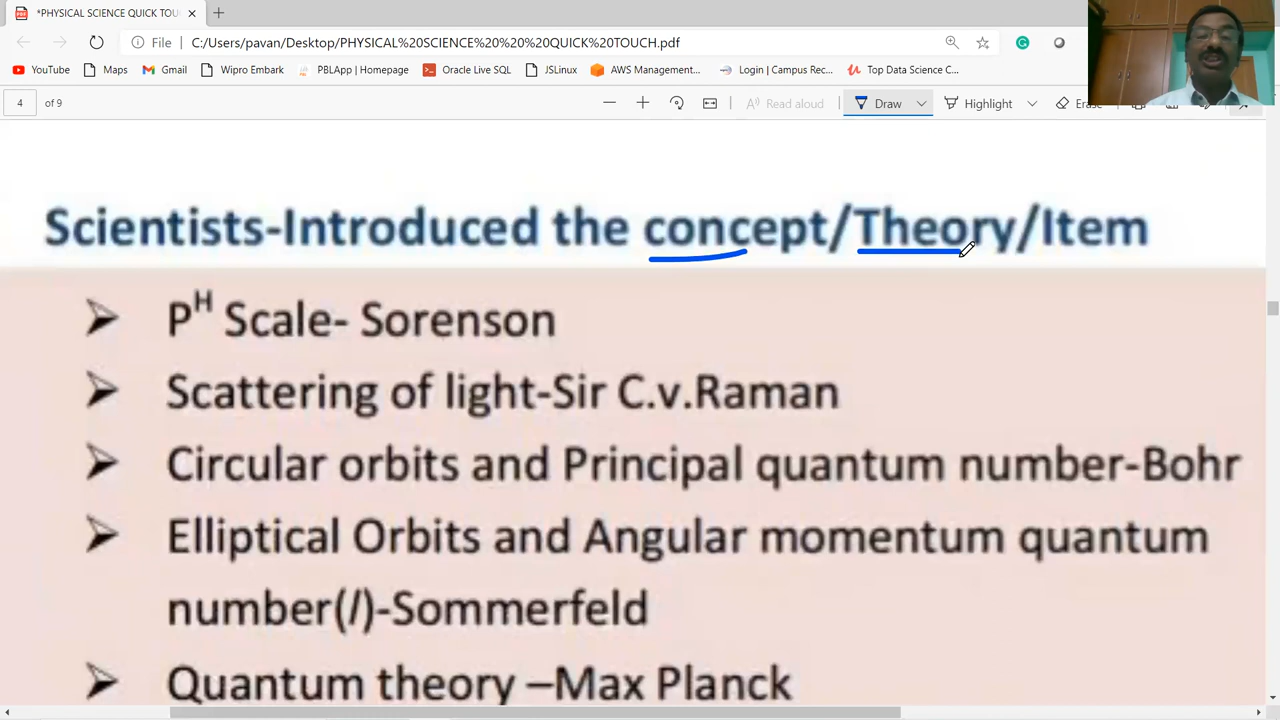 *PHYSICAL SCIENCE QUICK TOU
File C:/Users/pavan/Desktop/PHYSICAL%20SCIENCE%20%20%20QUICK%20TOUCH.pdf
YouTube Maps Gmail Wipro Embark PBLApp | Homepage Oracle Live SQL JSLinux AWS Management... Login | Campus Rec... Top Data Science C...
4 of 9 Read aloud Draw Highlight
Scientists-Introduced the concept/Theory/Item
➢ P^H Scale- Sorenson
➢ Scattering of light-Sir C.v.Raman
➢ Circular orbits and Principal quantum number-Bohr
➢ Elliptical Orbits and Angular momentum quantum
number(l)-Sommerfeld
➢ Quantum theory –Max Planck